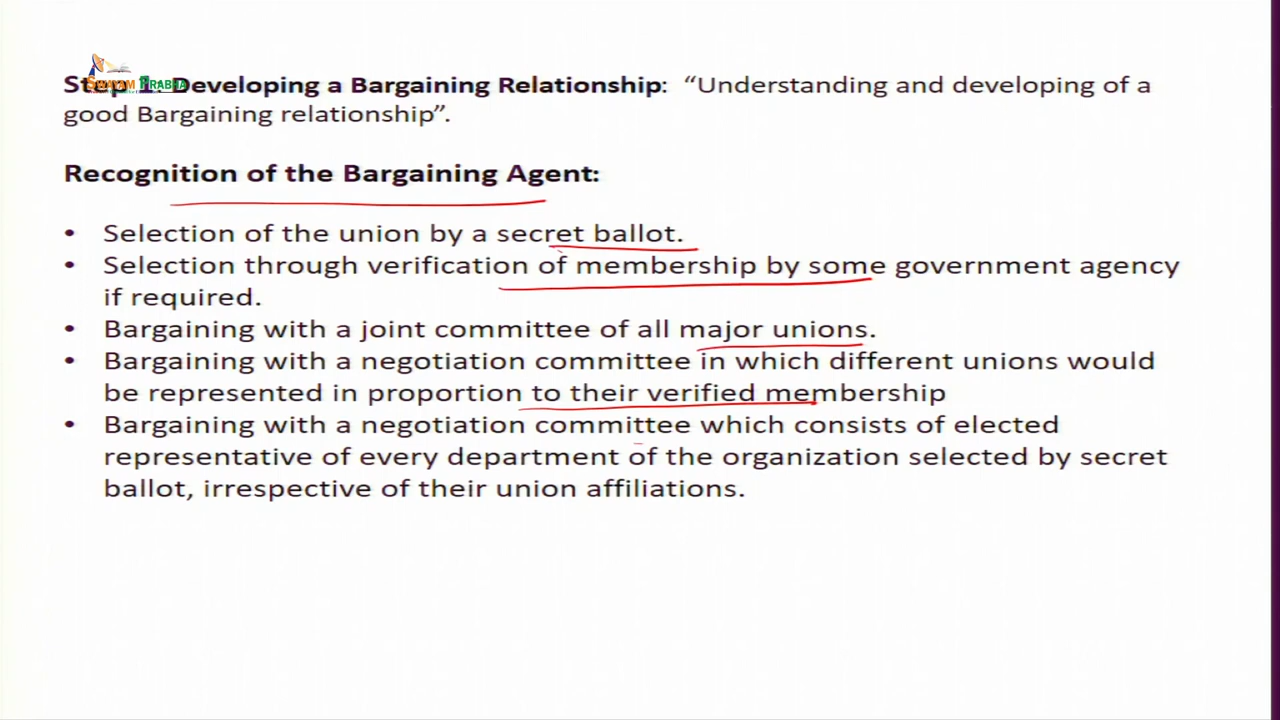 SWAYAM PRABHA
Step 1: Developing a Bargaining Relationship: “Understanding and developing of a
good Bargaining relationship”.
Recognition of the Bargaining Agent:
• Selection of the union by a secret ballot.
• Selection through verification of membership by some government agency
if required.
• Bargaining with a joint committee of all major unions.
• Bargaining with a negotiation committee in which different unions would
be represented in proportion to their verified membership
• Bargaining with a negotiation committee which consists of elected
representative of every department of the organization selected by secret
ballot, irrespective of their union affiliations.